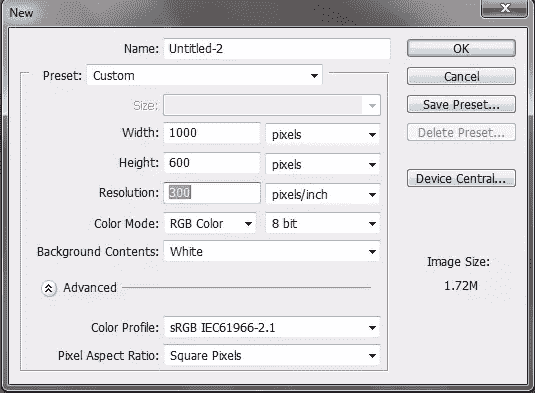 New
Name: Untitled-2 OK
Preset: Custom Cancel
Size: Save Preset...
Width: 1000 pixels
Height: 600 pixels Delete Preset...
Resolution: 300 pixels/inch Device Central...
Color Mode: RGB Color 8 bit
Background Contents: White
Image Size:
1.72M
Advanced
Color Profile: sRGB IEC61966-2.1
Pixel Aspect Ratio: Square Pixels